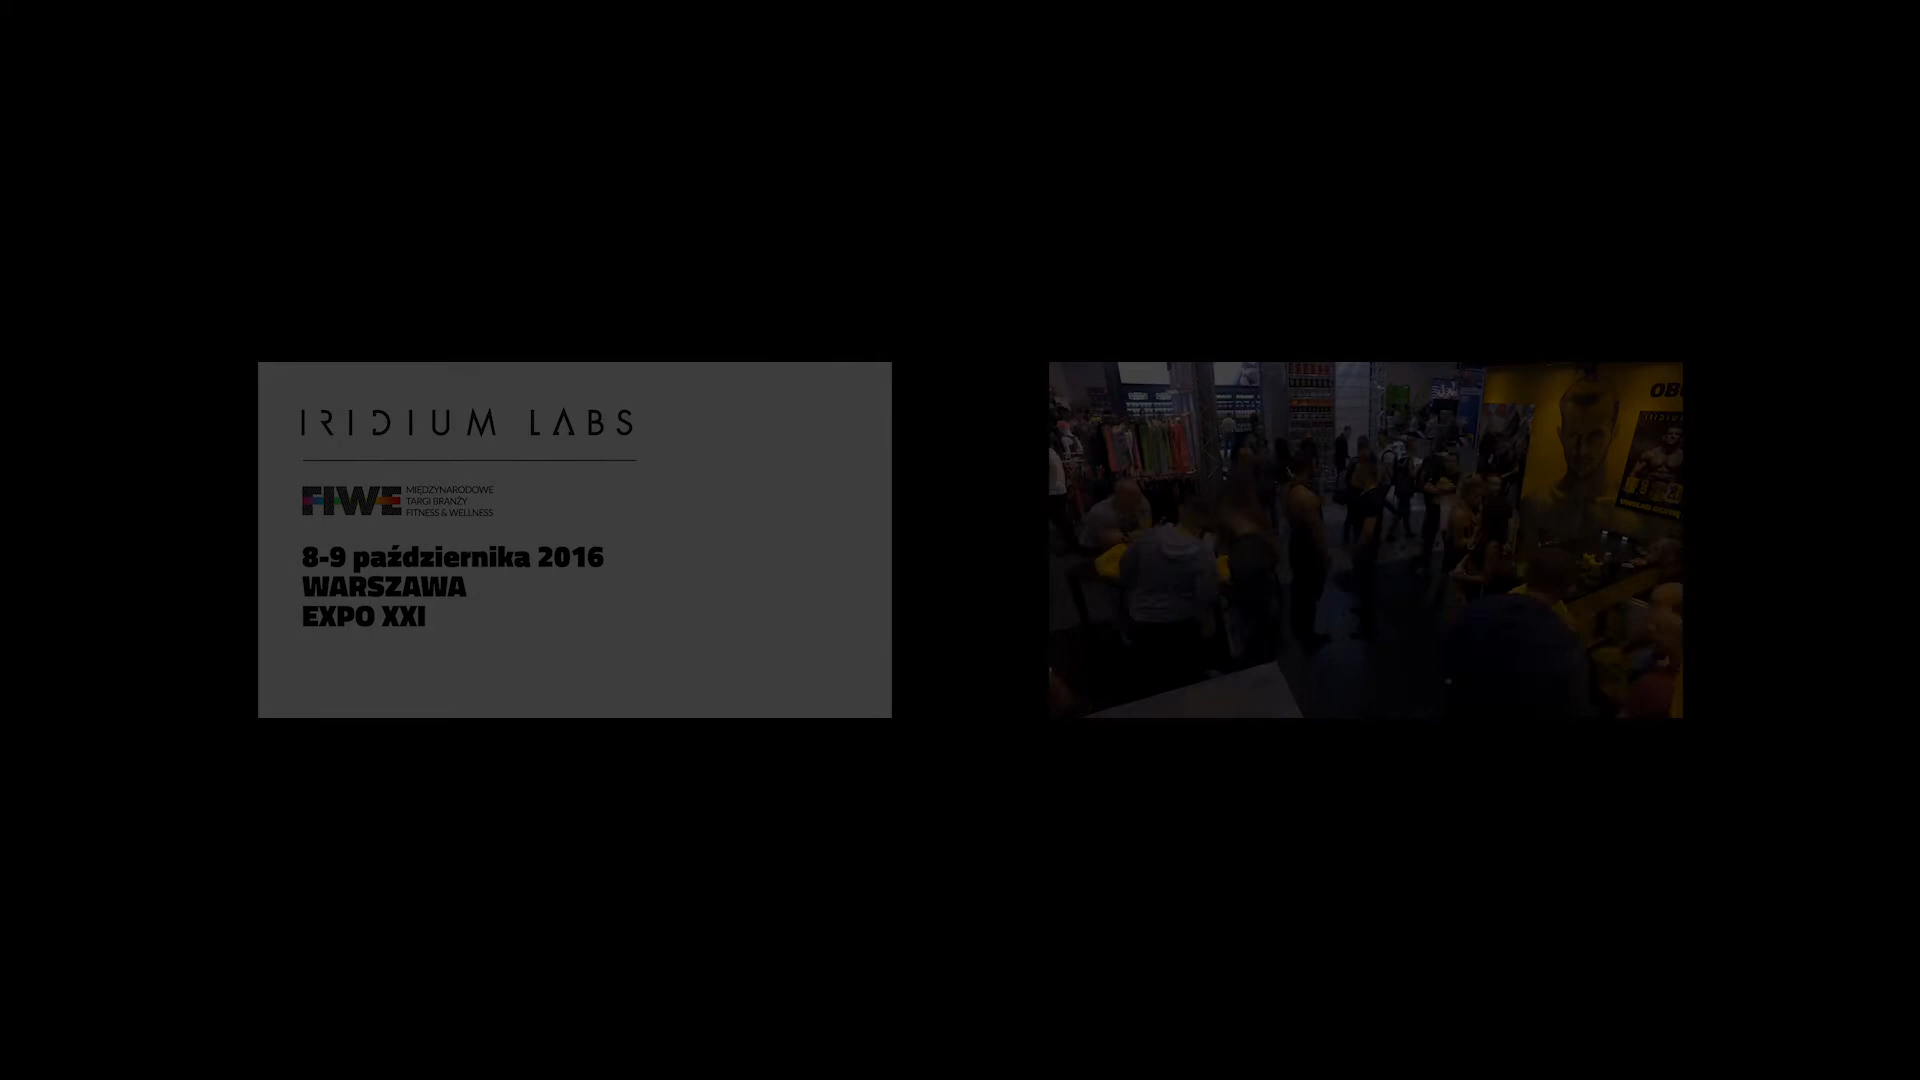 IRIDIUM LABS
FIWE
MIĘDZYNARODOWE
TARGI BRANŻY
FITNESS & WELLNESS
8-9 października 2016
WARSZAWA
EXPO XXI